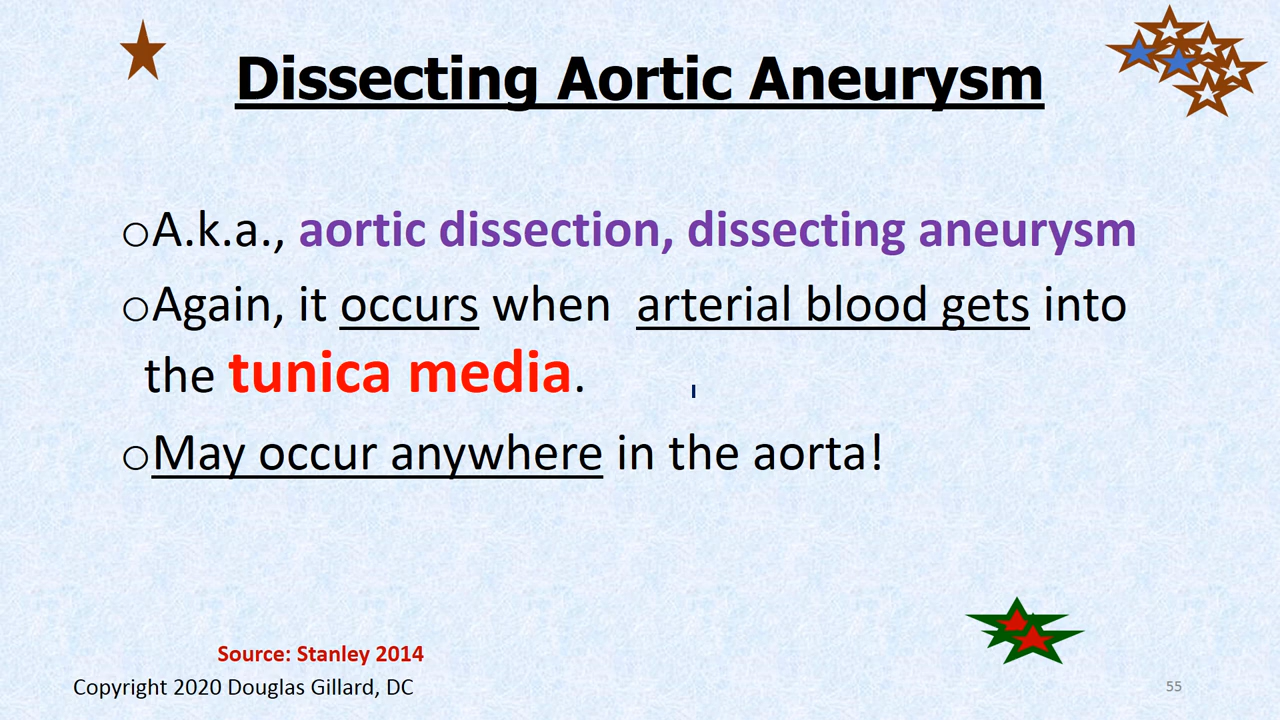 Dissecting Aortic Aneurysm
oA.k.a., aortic dissection, dissecting aneurysm
oAgain, it occurs when arterial blood gets into
the tunica media.
oMay occur anywhere in the aorta!
Source: Stanley 2014
Copyright 2020 Douglas Gillard, DC
55